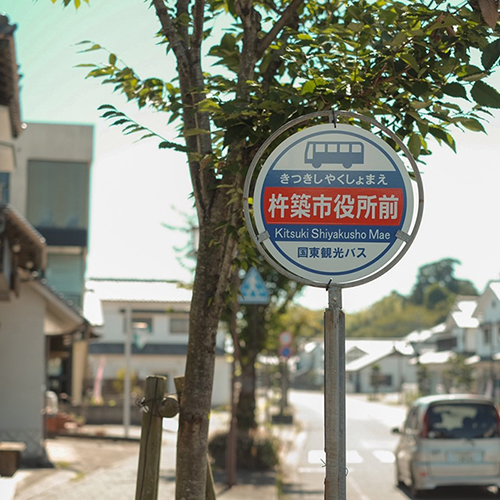 きつきしやくしょまえ
杵築市役所前
Kitsuki Shiyakusho Mae
国東観光バス